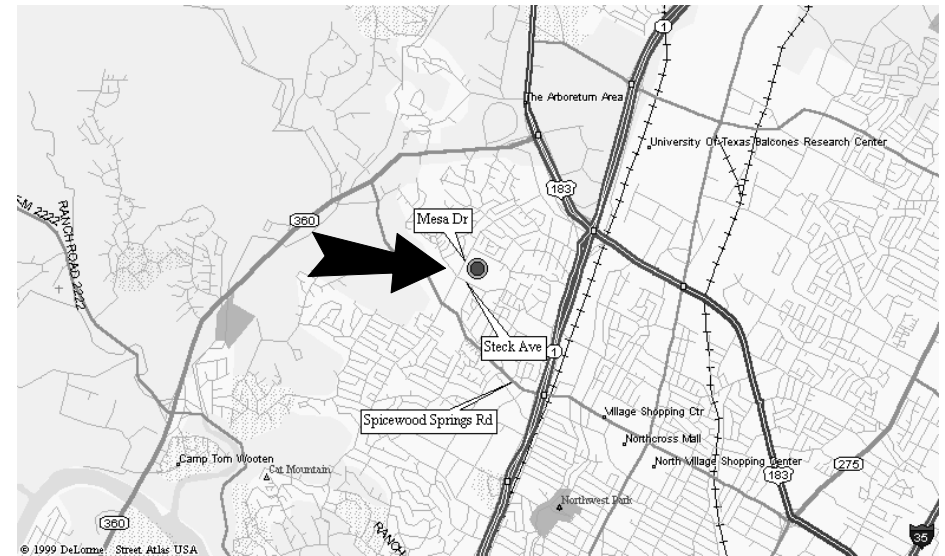 1
The Arboretum Area
University Of Texas Balcones Research Center
183
F-M 2222
RANCH ROAD 2222
360
Mesa Dr
Steck Ave
1
Spicewood Springs Rd
Village Shopping Ctr
Northcross Mall
North Village Shopping Center
Camp Tom Wooten
Cat Mountain
275
183
Northwest Park
360
RANCH
35
© 1999 DeLorme. Street Atlas USA